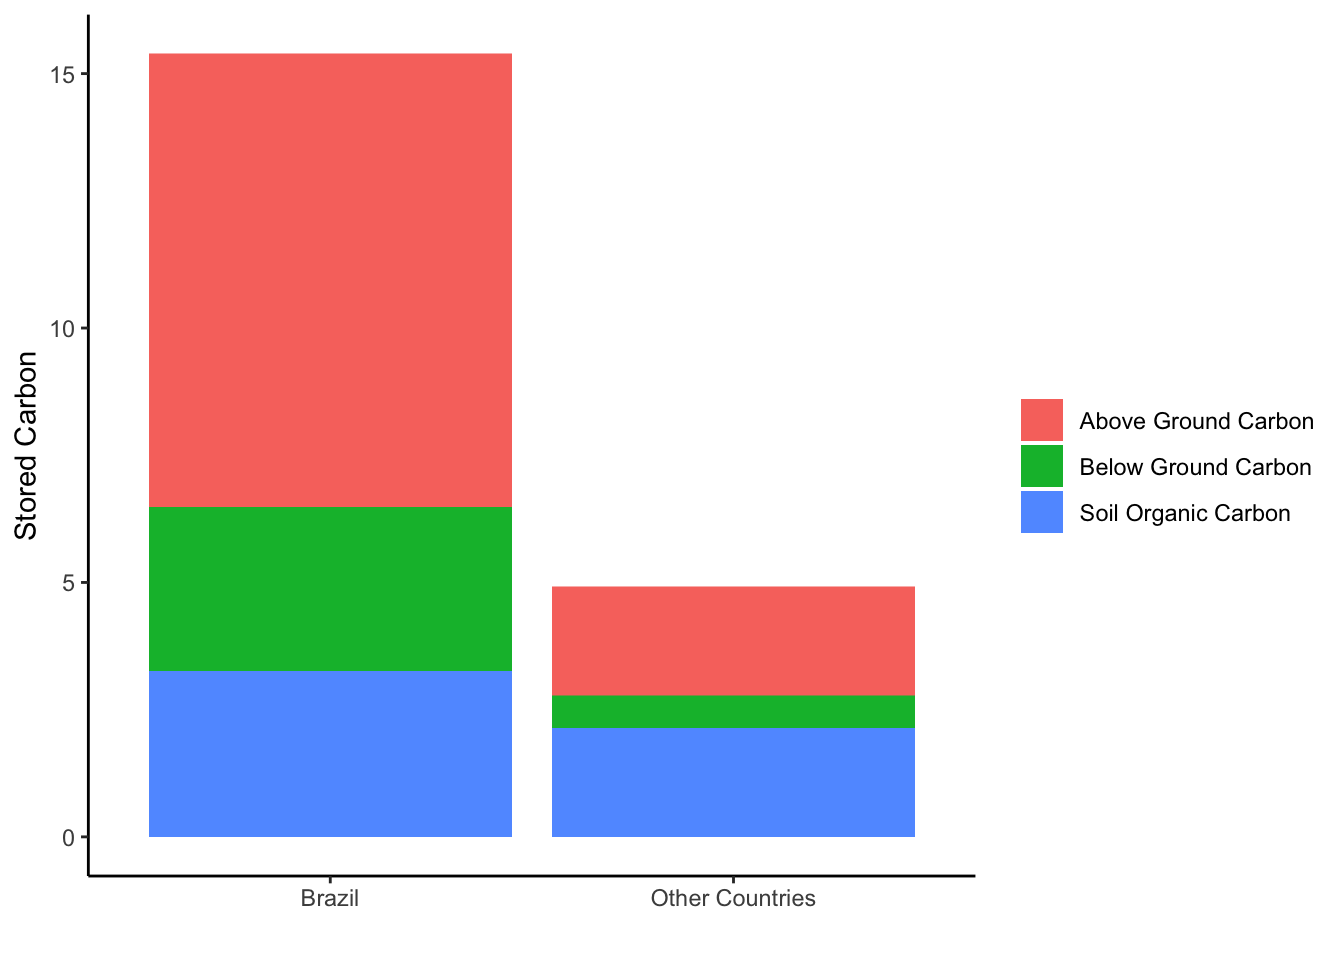 Stored Carbon
15
10
5
0
Brazil
Other Countries
Above Ground Carbon
Below Ground Carbon
Soil Organic Carbon